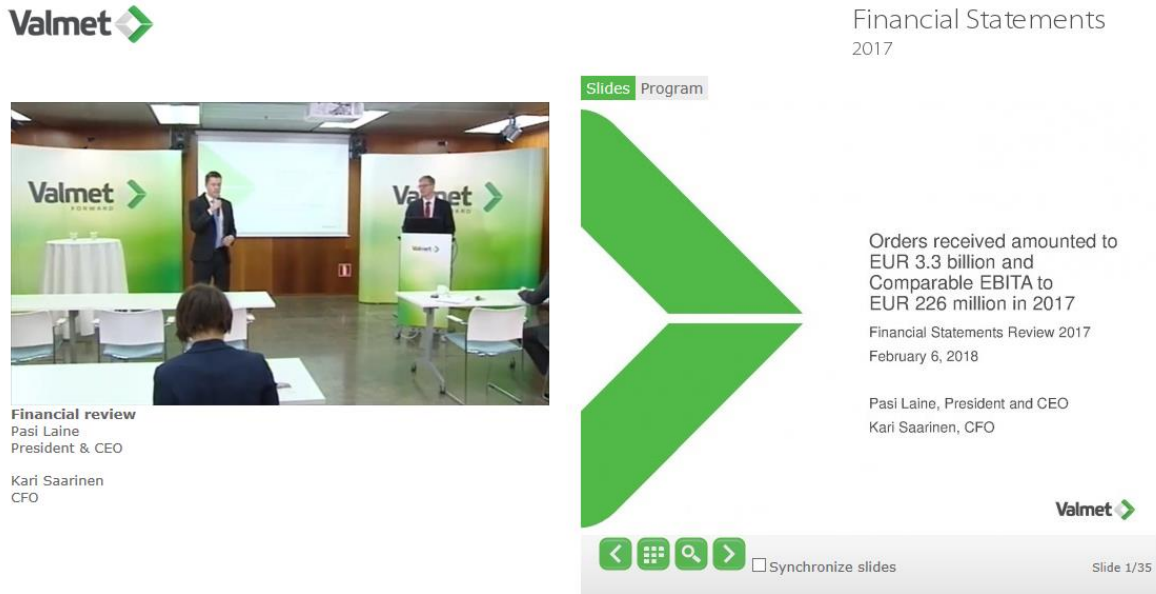 Valmet
Financial Statements
2017
Slides Program
Valmet
FORWARD
Valmet
Valmet
Financial review
Pasi Laine
President & CEO
Kari Saarinen
CFO
Orders received amounted to
EUR 3.3 billion and
Comparable EBITA to
EUR 226 million in 2017
Financial Statements Review 2017
February 6, 2018
Pasi Laine, President and CEO
Kari Saarinen, CFO
Valmet
Synchronize slides
Slide 1/35